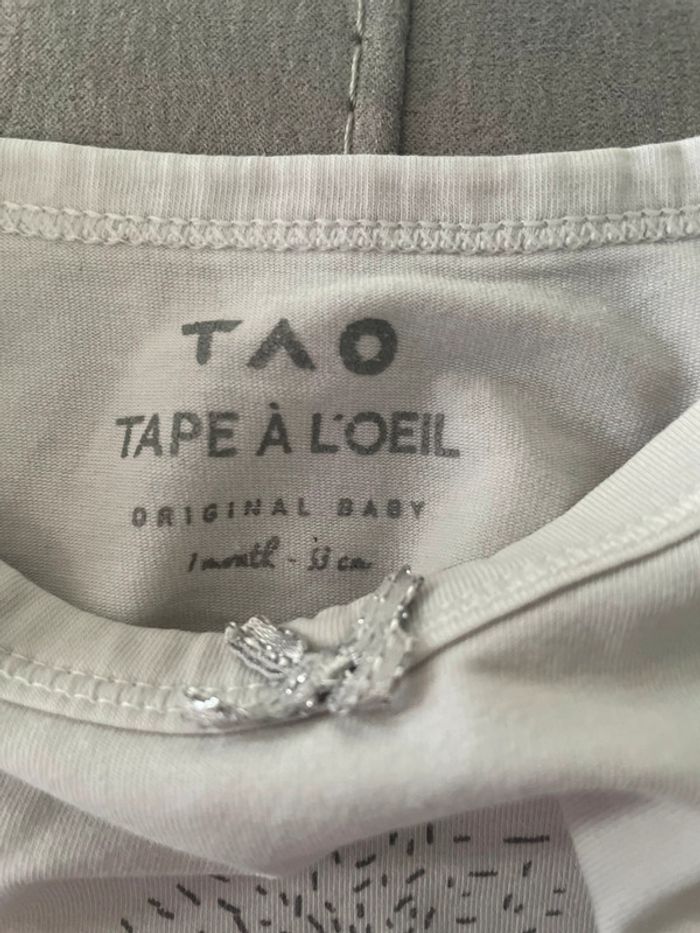 TAO
TAPE À L'OEIL
ORIGINAL BABY
1 month - 53 cm